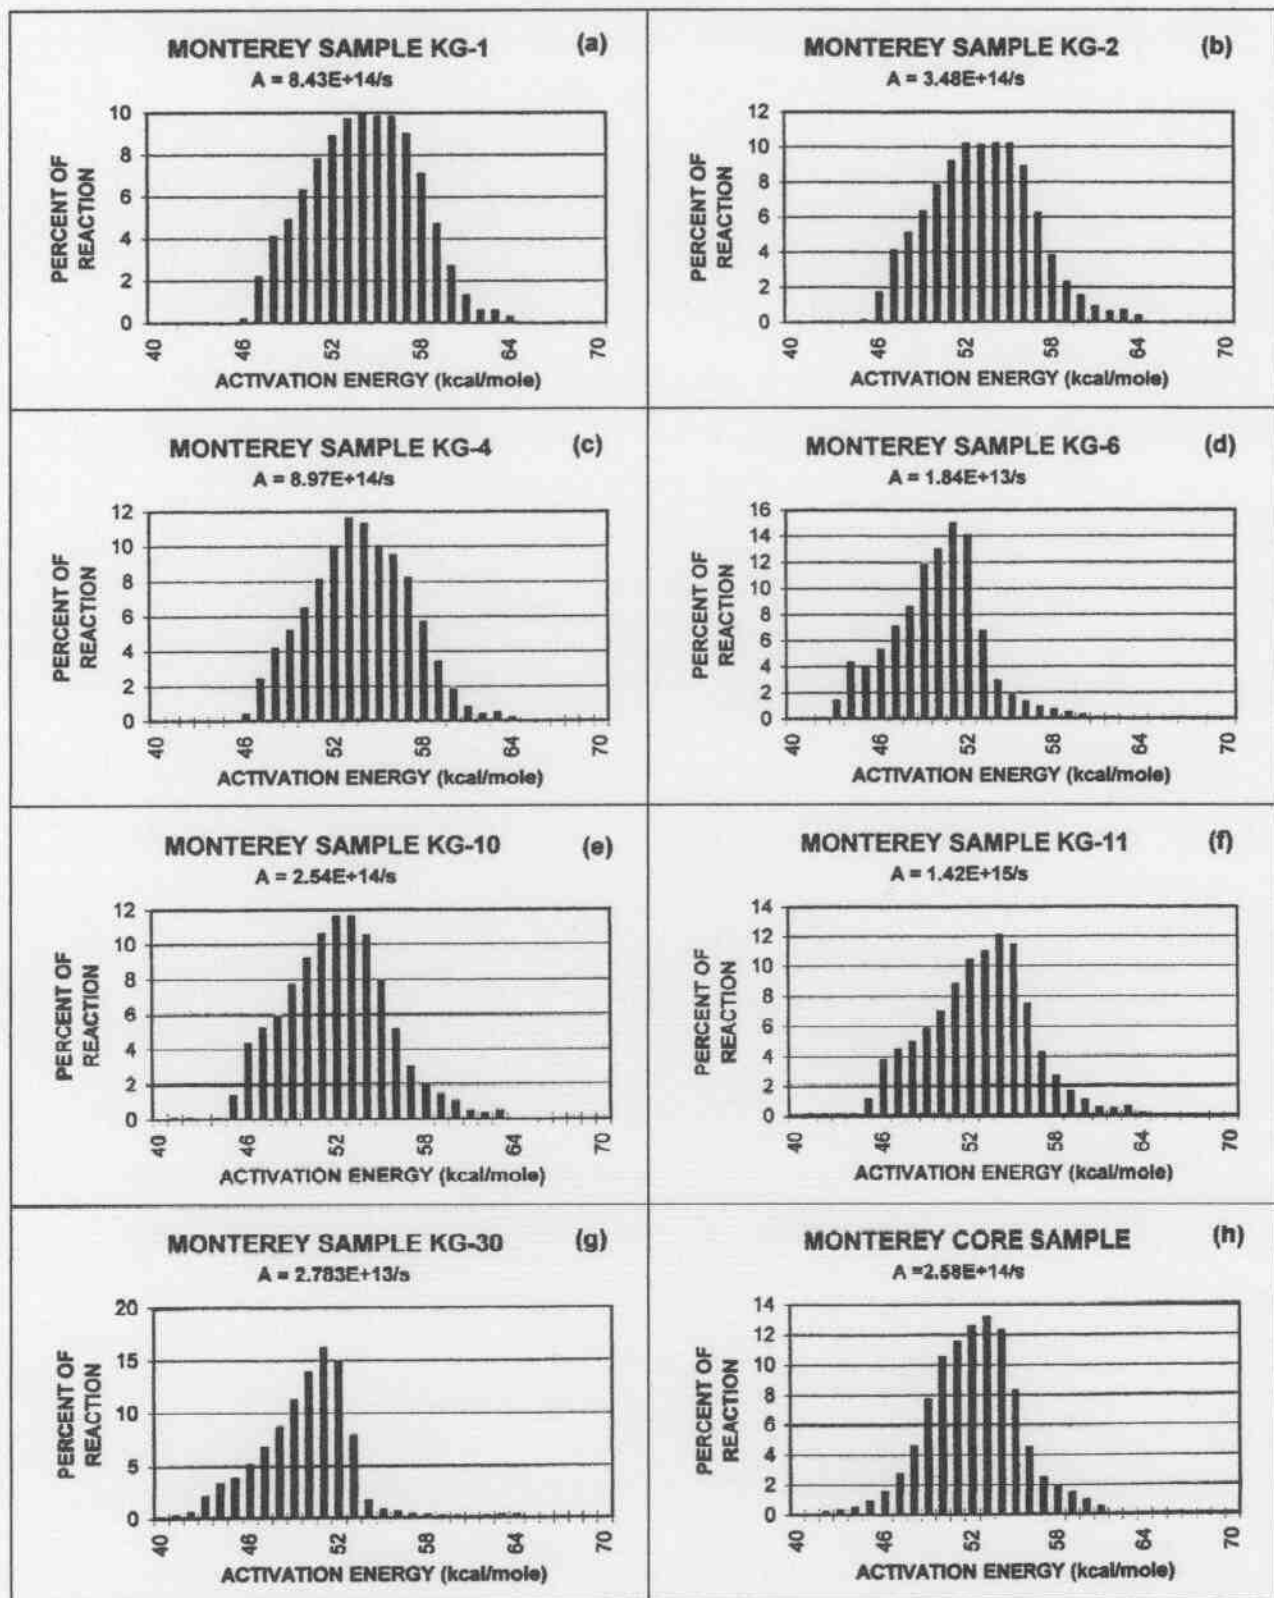 MONTEREY SAMPLE KG-1 (a)
A = 8.43E+14/s
PERCENT OF
REACTION
10
8
6
4
2
0
40 46 52 58 64 70
ACTIVATION ENERGY (kcal/mole)
MONTEREY SAMPLE KG-2 (b)
A = 3.48E+14/s
PERCENT OF
REACTION
12
10
8
6
4
2
0
40 46 52 58 64 70
ACTIVATION ENERGY (kcal/mole)
MONTEREY SAMPLE KG-4 (c)
A = 8.97E+14/s
PERCENT OF
REACTION
12
10
8
6
4
2
0
40 46 52 58 64 70
ACTIVATION ENERGY (kcal/mole)
MONTEREY SAMPLE KG-6 (d)
A = 1.84E+13/s
PERCENT OF
REACTION
16
14
12
10
8
6
4
2
0
40 46 52 58 64 70
ACTIVATION ENERGY (kcal/mole)
MONTEREY SAMPLE KG-10 (e)
A = 2.54E+14/s
PERCENT OF
REACTION
12
10
8
6
4
2
0
40 46 52 58 64 70
ACTIVATION ENERGY (kcal/mole)
MONTEREY SAMPLE KG-11 (f)
A = 1.42E+15/s
PERCENT OF
REACTION
14
12
10
8
6
4
2
0
40 46 52 58 64 70
ACTIVATION ENERGY (kcal/mole)
MONTEREY SAMPLE KG-30 (g)
A = 2.783E+13/s
PERCENT OF
REACTION
20
15
10
5
0
40 46 52 58 64 70
ACTIVATION ENERGY (kcal/mole)
MONTEREY CORE SAMPLE (h)
A =2.58E+14/s
PERCENT OF
REACTION
14
12
10
8
6
4
2
0
40 46 52 58 64 70
ACTIVATION ENERGY (kcal/mole)